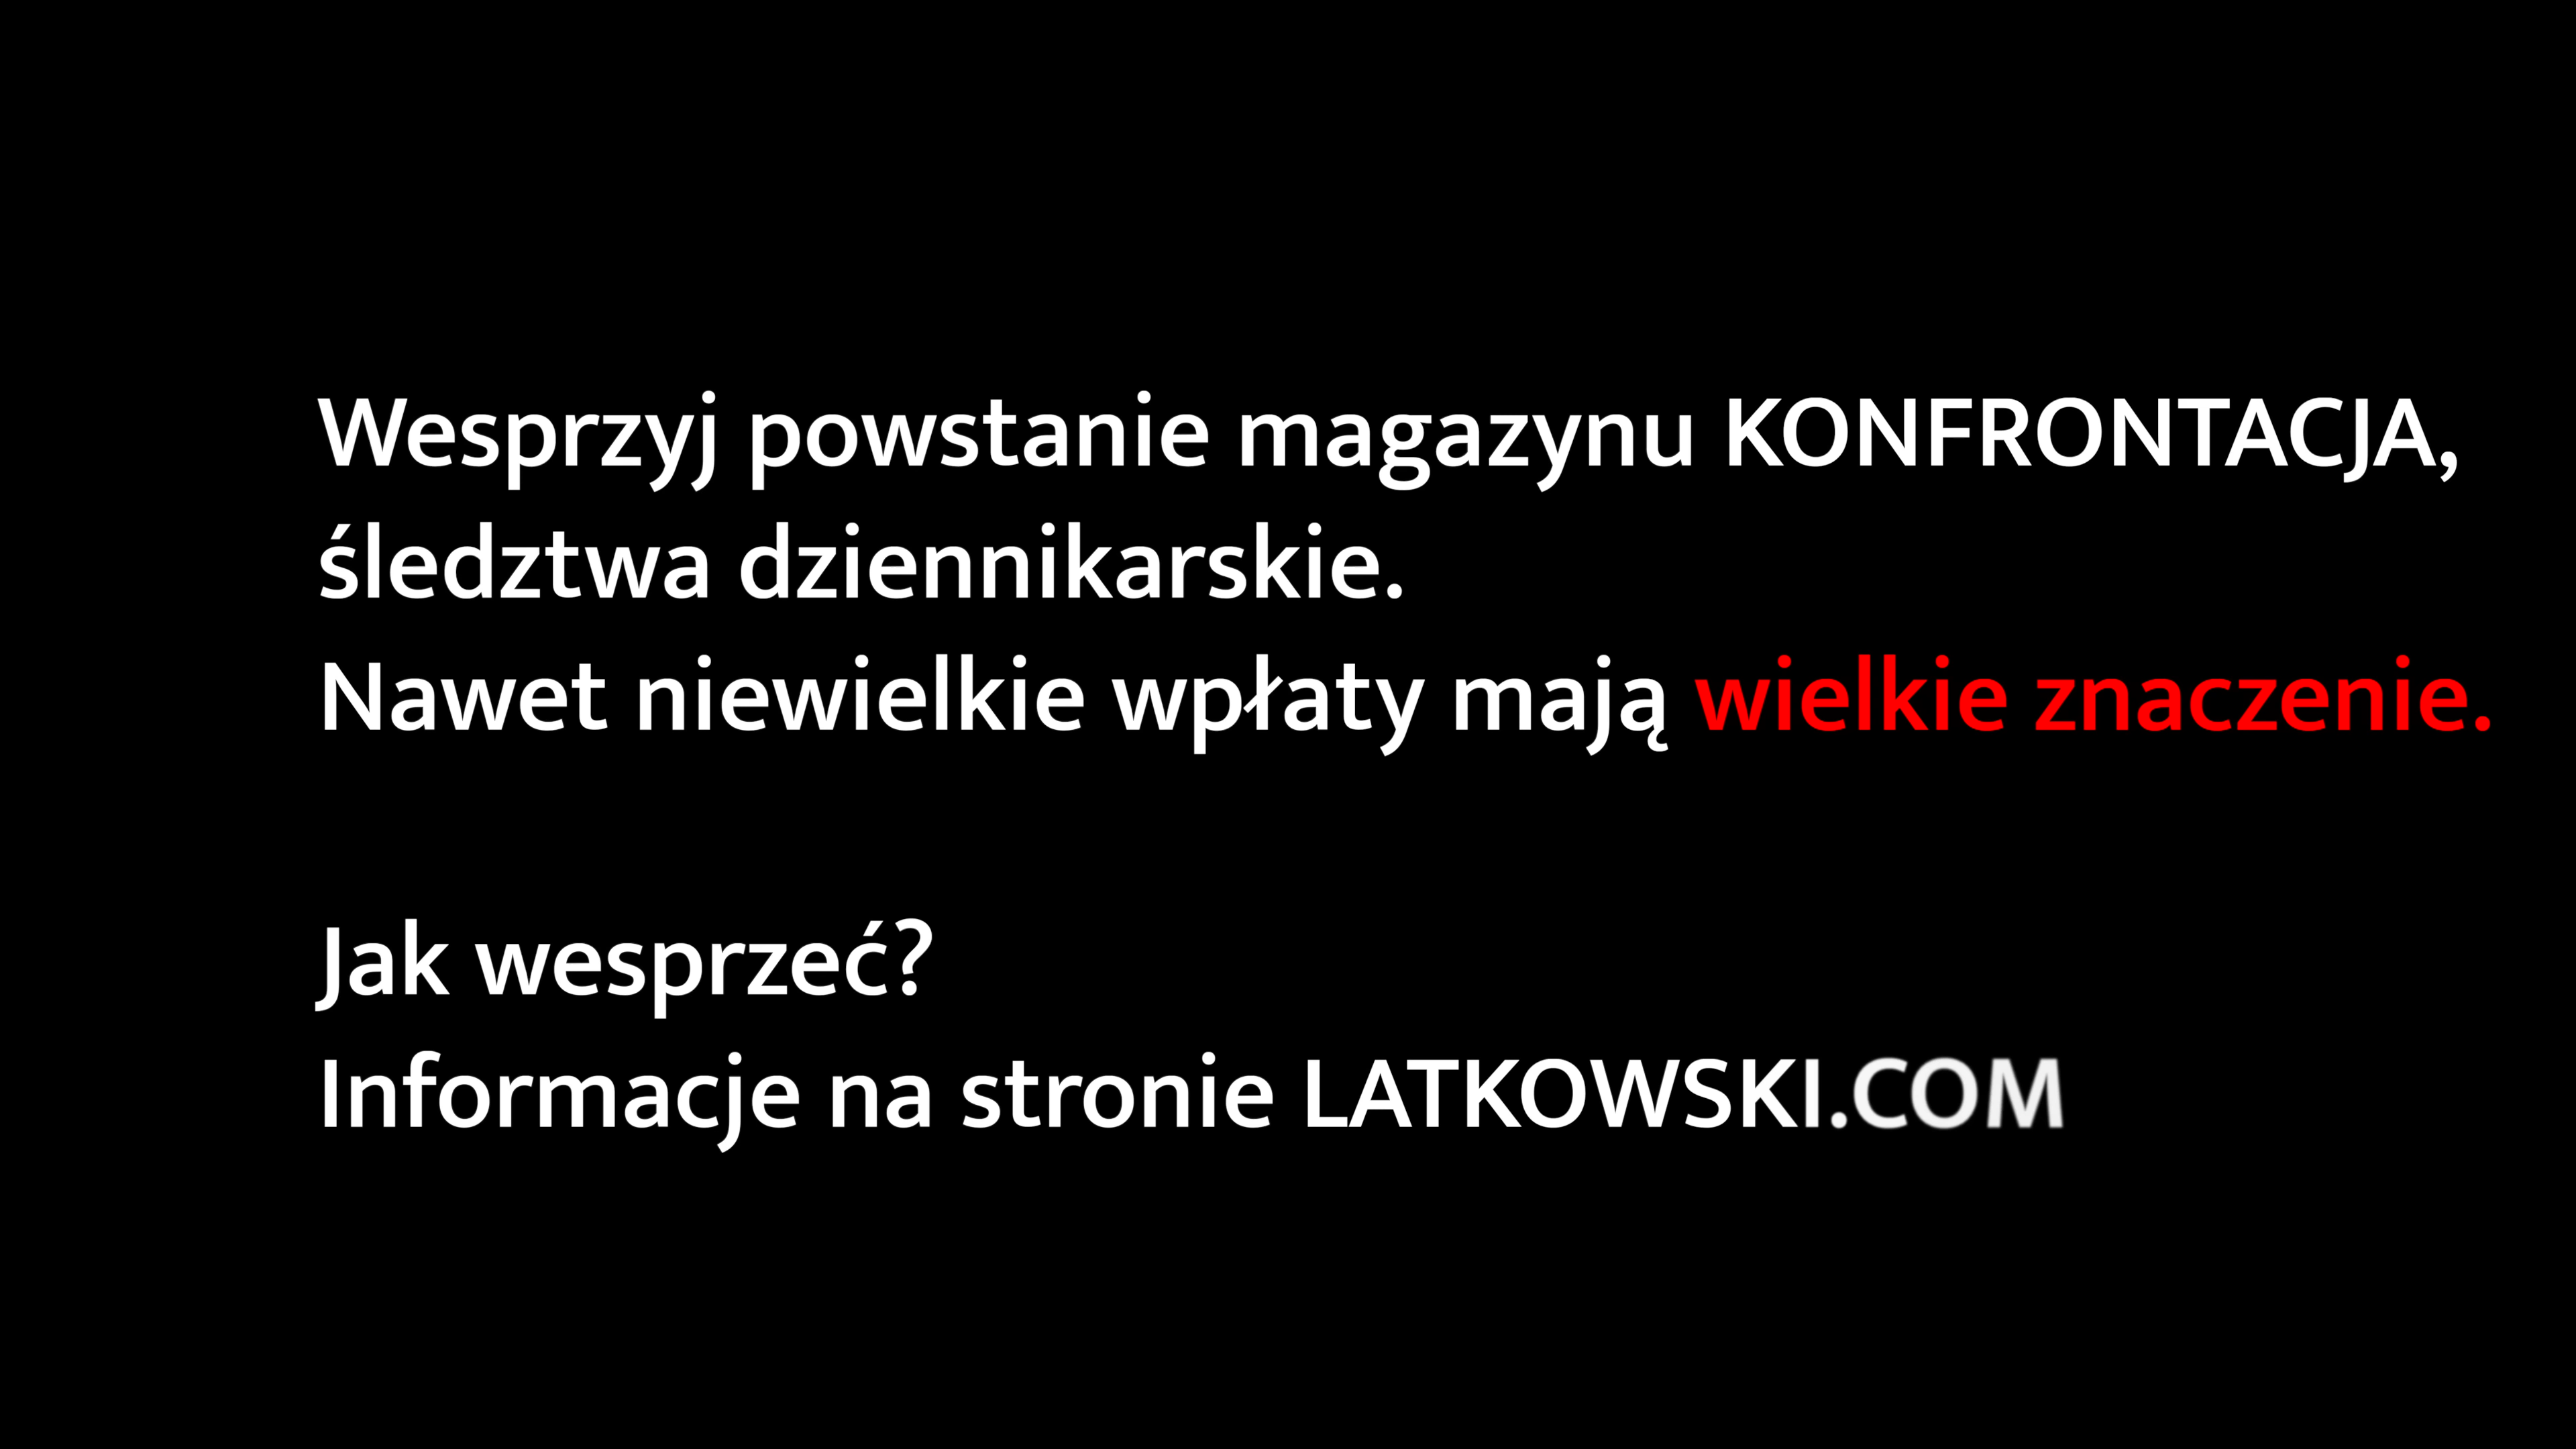 Wesprzyj powstanie magazynu KONFRONTACJA,
śledztwa dziennikarskie.
Nawet niewielkie wpłaty mają wielkie znaczenie.
Jak wesprzeć?
Informacje na stronie LATKOWSKI.COM